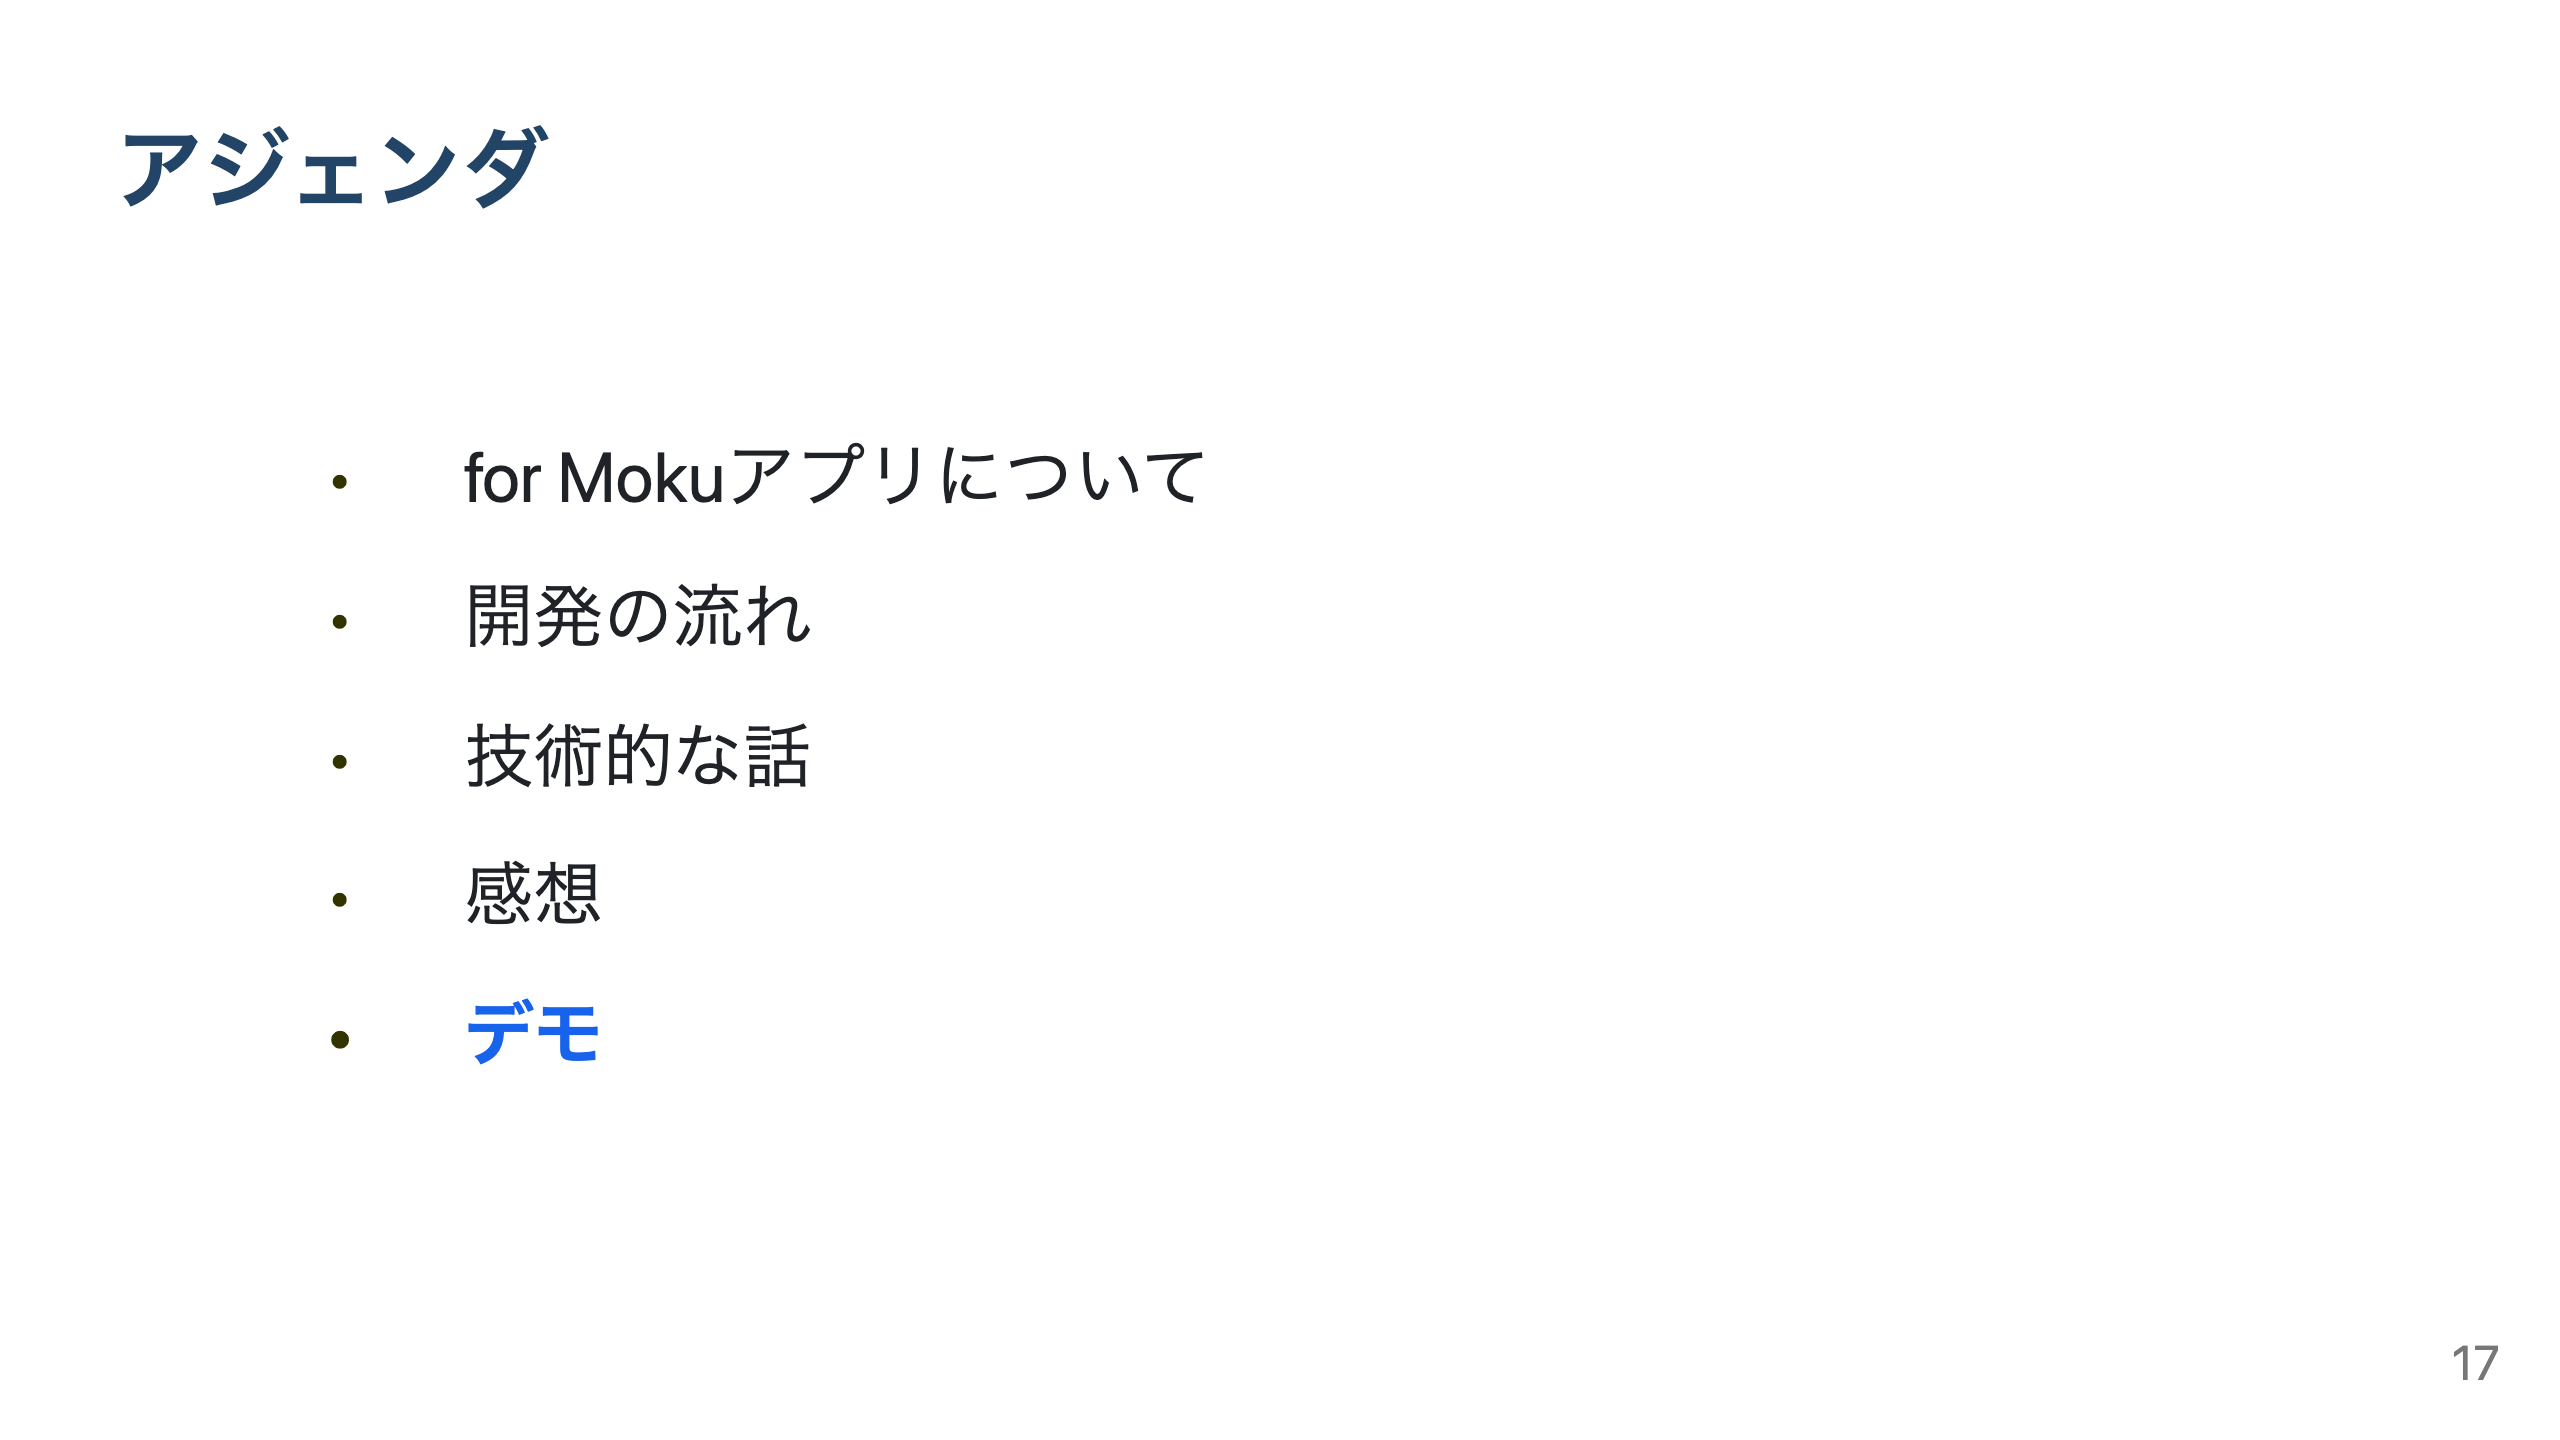 アジェンダ
• for Mokuアプリについて
• 開発の流れ
• 技術的な話
• 感想
• デモ
17